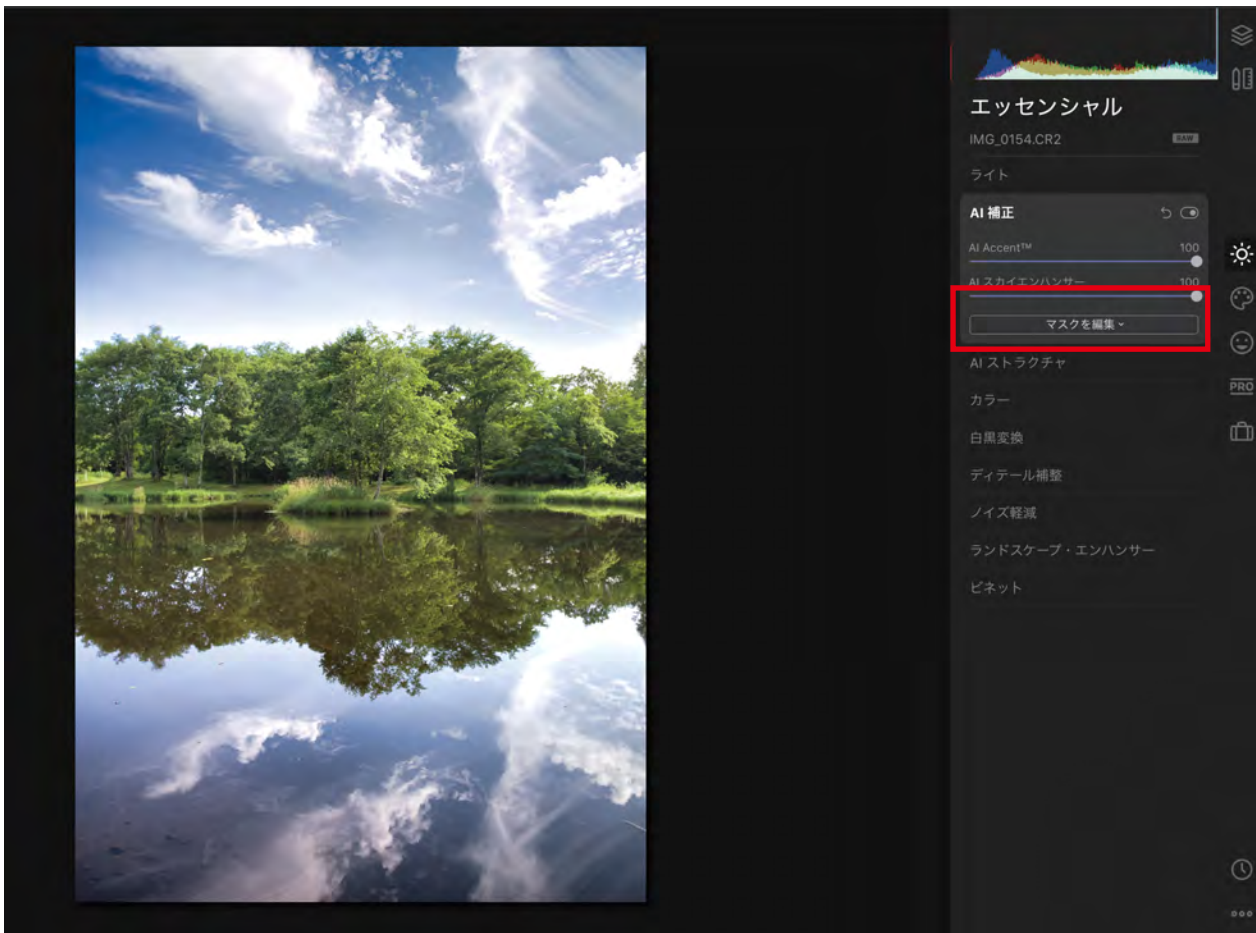 エッセンシャル
IMG_0154.CR2 RAW
ライト
AI 補正
AI Accent™ 100
AI スカイエンハンサー 100
マスクを編集
AI ストラクチャ
カラー
白黒変換
ディテール補整
ノイズ軽減
ランドスケープ・エンハンサー
ビネット
PRO